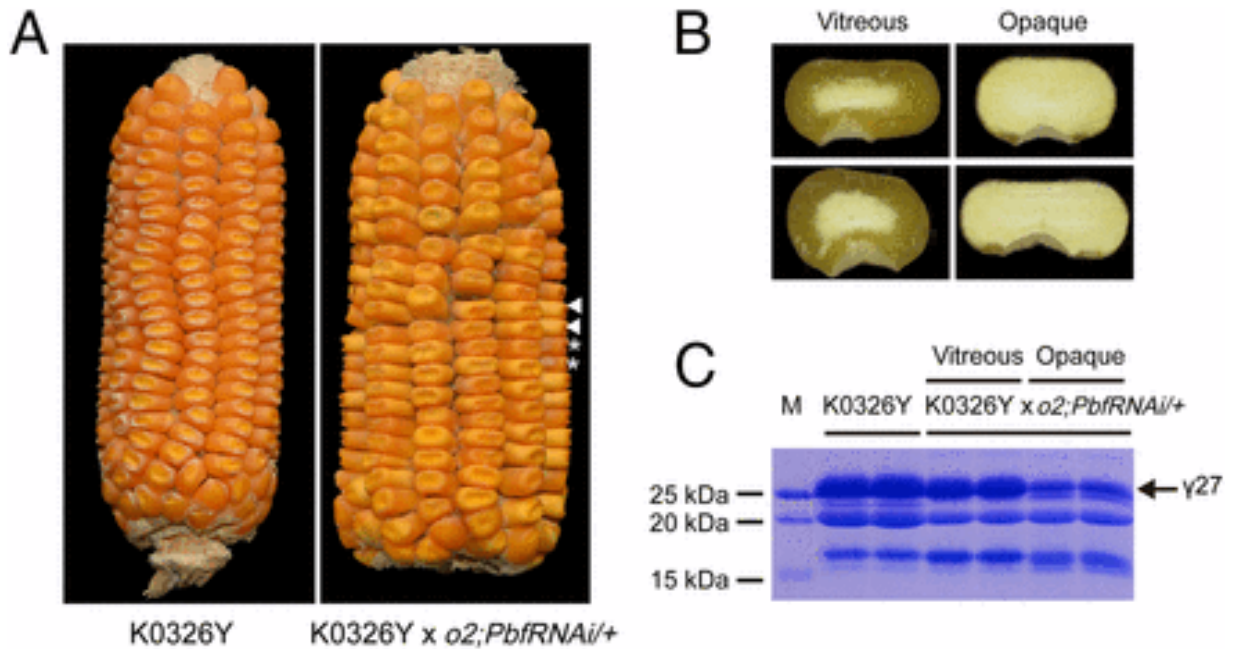 A
K0326Y
K0326Y x o2;PbfRNAi/+
B
Vitreous Opaque
C
Vitreous Opaque
M K0326Y K0326Y x o2;PbfRNAi/+
25 kDa
γ27
20 kDa
15 kDa